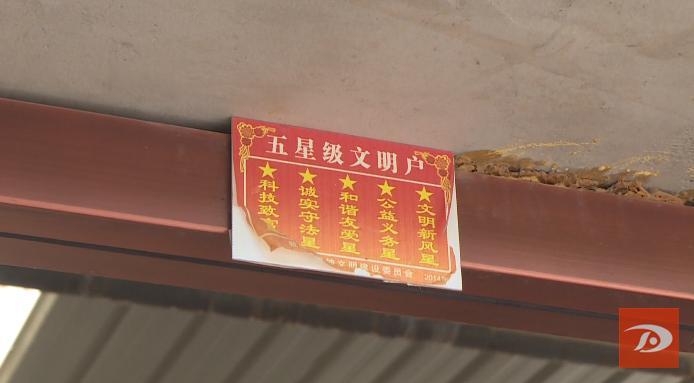 五星级文明户
★科技致
★诚实守法星
★和谐友爱星
★公益义务星
★文明新风星
神文明建设委员会 2014